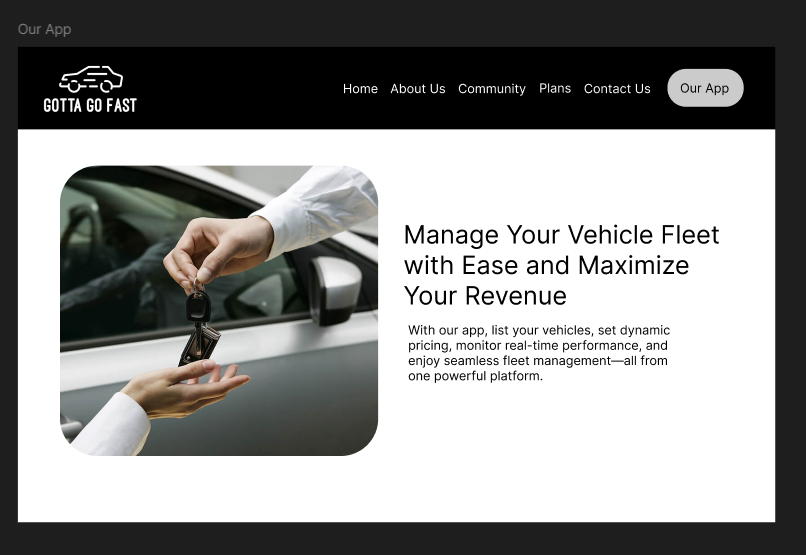 Our App
GOTTA GO FAST
Home About Us Community Plans Contact Us Our App
Manage Your Vehicle Fleet
with Ease and Maximize
Your Revenue
With our app, list your vehicles, set dynamic
pricing, monitor real-time performance, and
enjoy seamless fleet management—all from
one powerful platform.